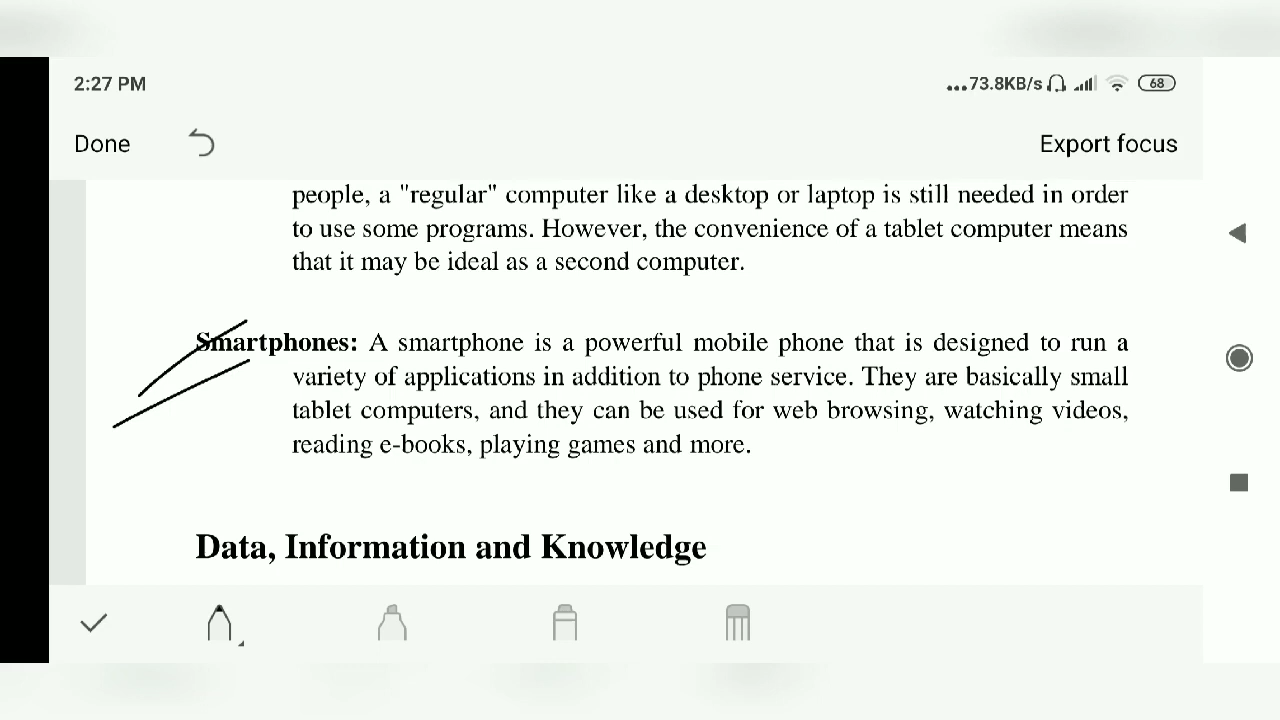 2:27 PM
...73.8KB/s
68
Done
Export focus
people, a "regular" computer like a desktop or laptop is still needed in order
to use some programs. However, the convenience of a tablet computer means
that it may be ideal as a second computer.
Smartphones: A smartphone is a powerful mobile phone that is designed to run a
variety of applications in addition to phone service. They are basically small
tablet computers, and they can be used for web browsing, watching videos,
reading e-books, playing games and more.
Data, Information and Knowledge